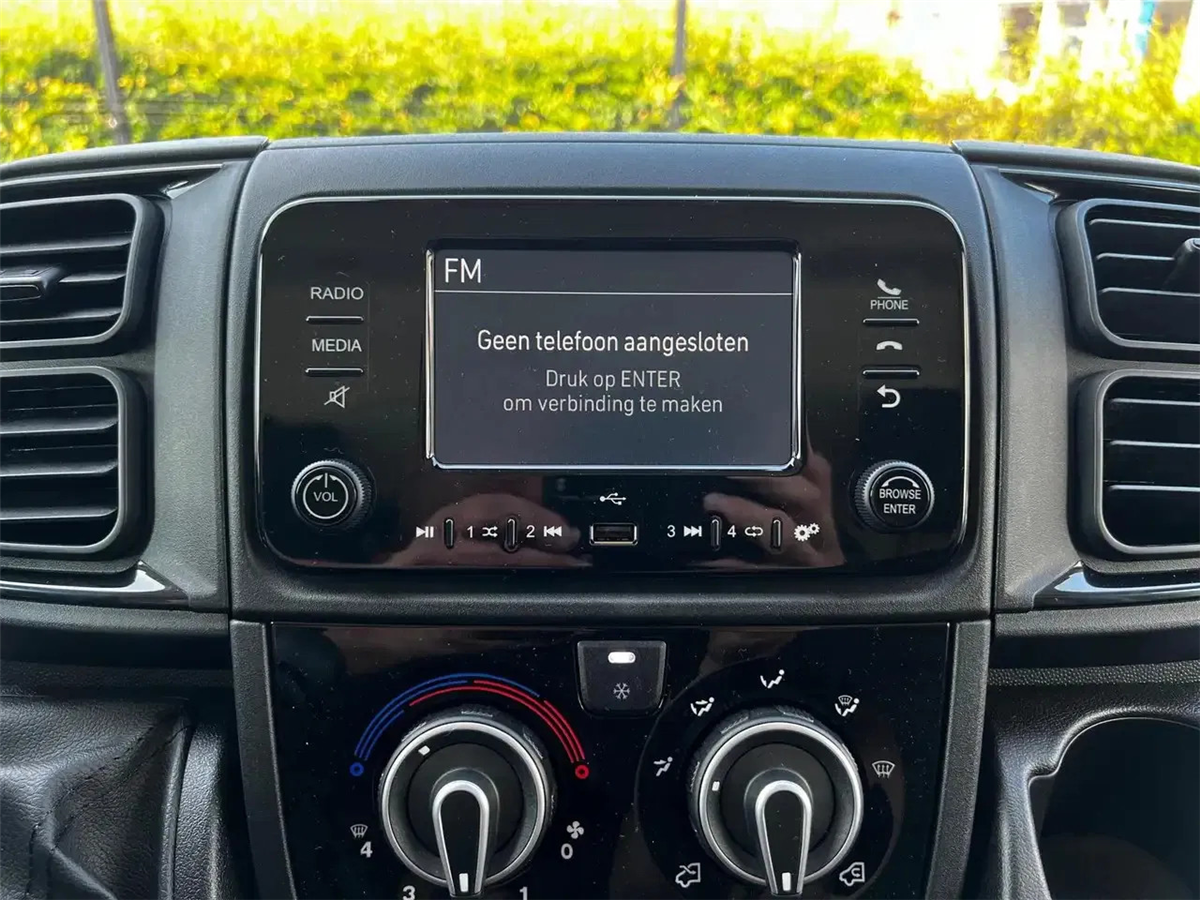 FM
RADIO
MEDIA
Geen telefoon aangesloten
Druk op ENTER
om verbinding te maken
PHONE
VOL
BROWSE
ENTER
1
2
3
4
4
0
3
1